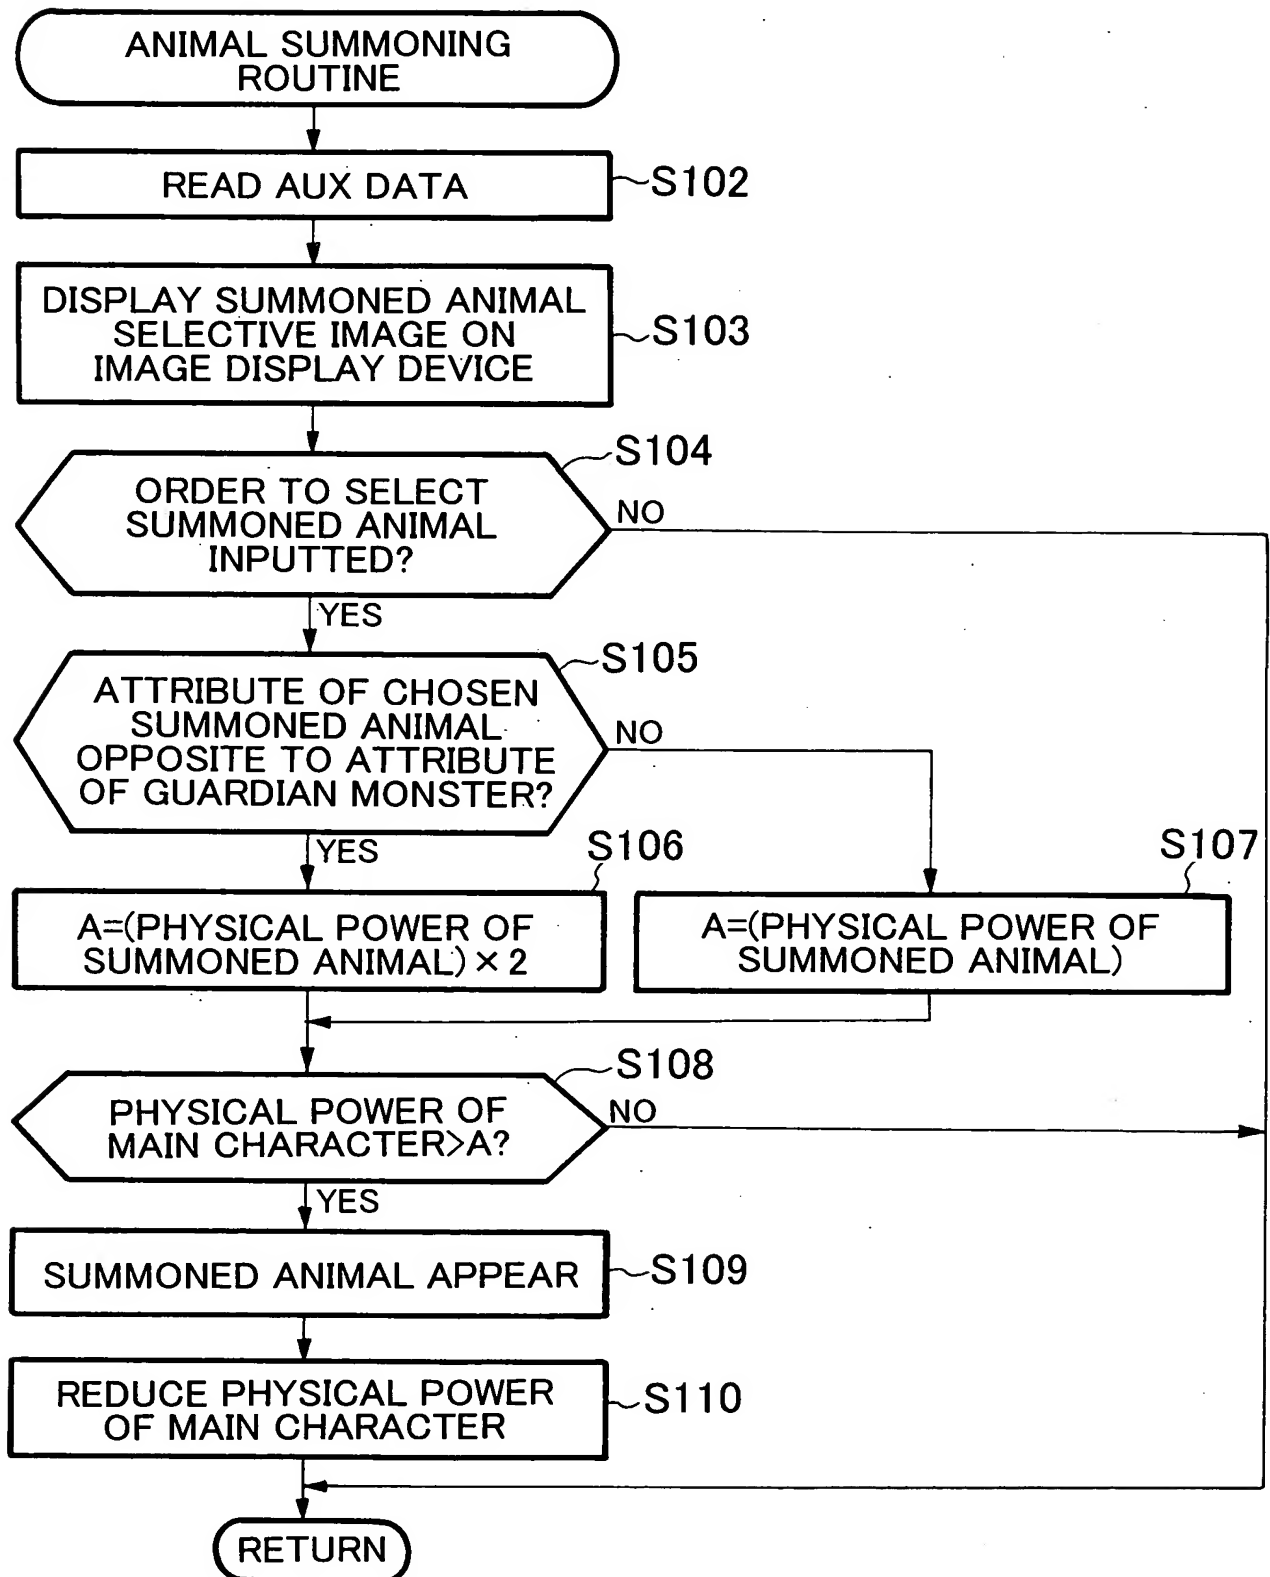 ANIMAL SUMMONING
ROUTINE
READ AUX DATA
S102
DISPLAY SUMMONED ANIMAL
SELECTIVE IMAGE ON
IMAGE DISPLAY DEVICE
S103
S104
ORDER TO SELECT
SUMMONED ANIMAL
INPUTTED?
NO
YES
S105
ATTRIBUTE OF CHOSEN
SUMMONED ANIMAL
OPPOSITE TO ATTRIBUTE
OF GUARDIAN MONSTER?
NO
YES
S106
A=(PHYSICAL POWER OF
SUMMONED ANIMAL)×2
S107
A=(PHYSICAL POWER OF
SUMMONED ANIMAL)
S108
PHYSICAL POWER OF
MAIN CHARACTER>A?
NO
YES
SUMMONED ANIMAL APPEAR
S109
REDUCE PHYSICAL POWER
OF MAIN CHARACTER
S110
RETURN